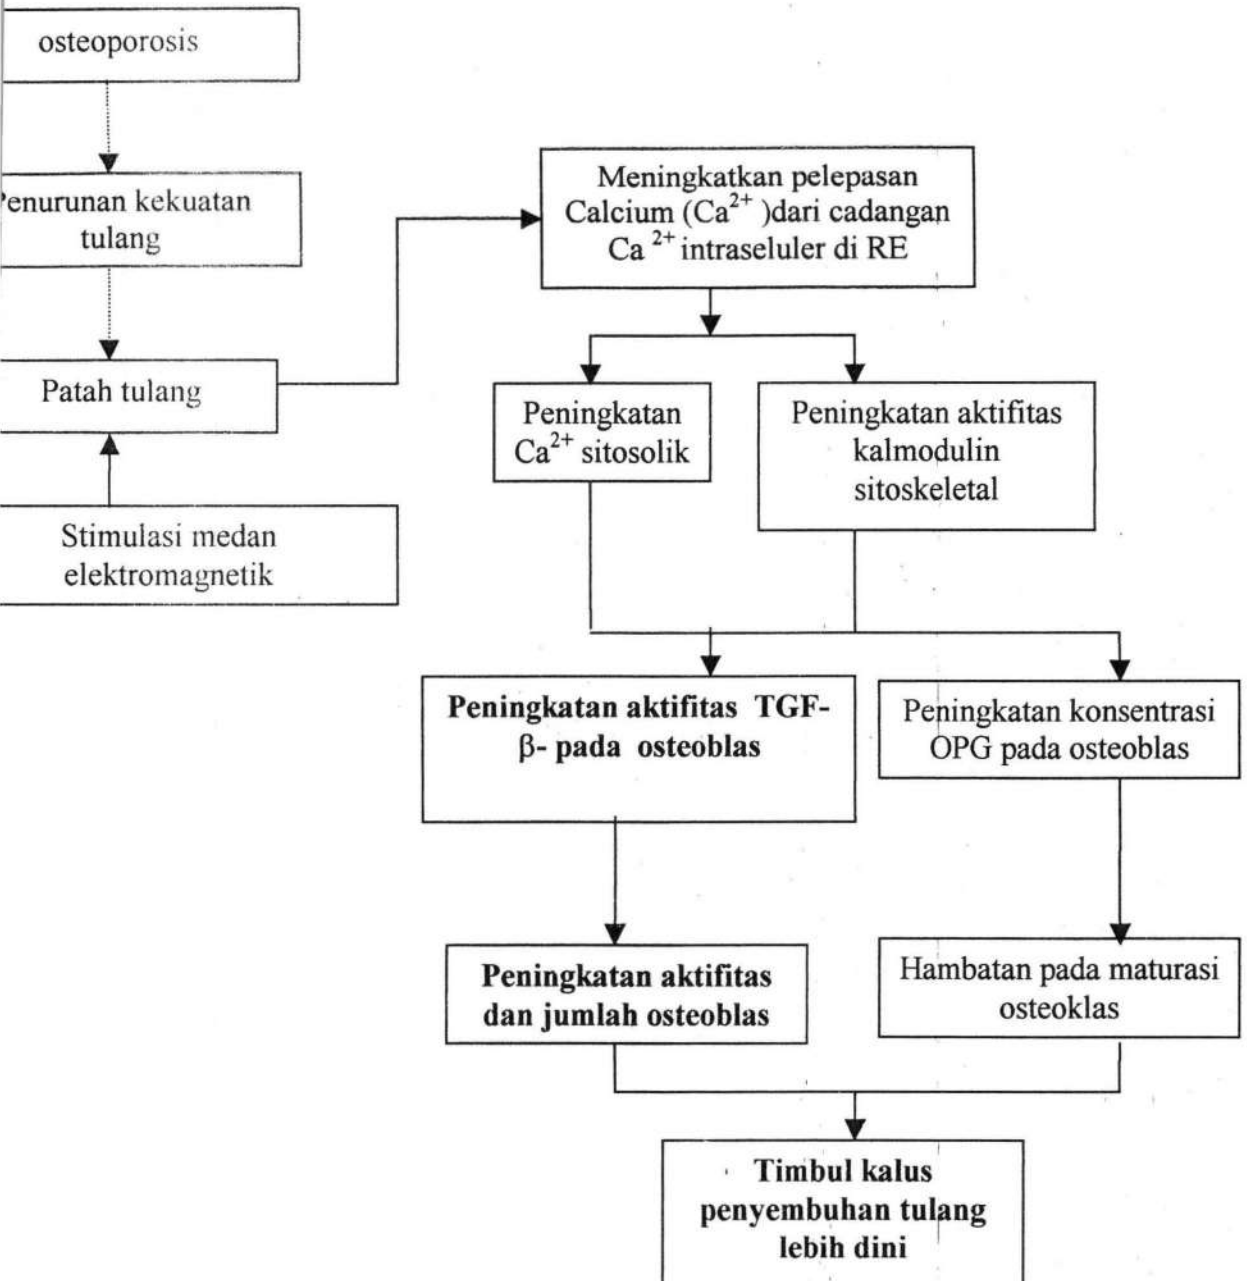 osteoporosis
Penurunan kekuatan
tulang
Patah tulang
Stimulasi medan
elektromagnetik
Meningkatkan pelepasan
Calcium (Ca²⁺ )dari cadangan
Ca ²⁺ intraseluler di RE
Peningkatan
Ca²⁺ sitosolik
Peningkatan aktifitas
kalmodulin
sitoskeletal
Peningkatan aktifitas TGF-
β- pada osteoblas
Peningkatan konsentrasi
OPG pada osteoblas
Peningkatan aktifitas
dan jumlah osteoblas
Hambatan pada maturasi
osteoklas
Timbul kalus
penyembuhan tulang
lebih dini